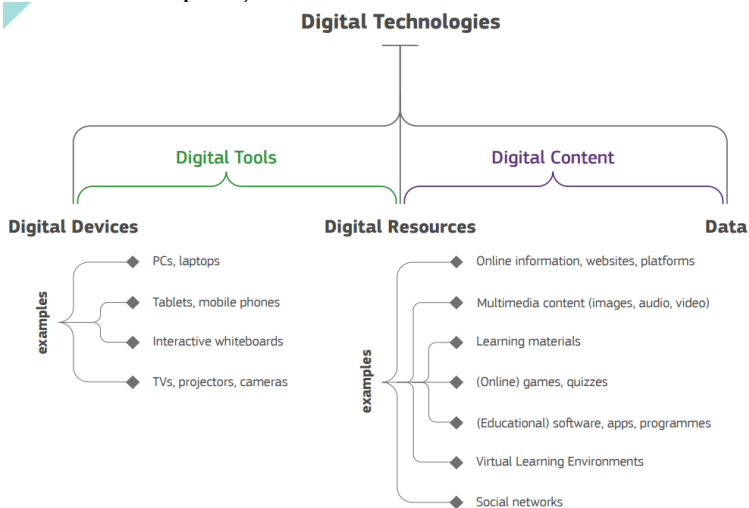 Digital Technologies
Digital Tools
Digital Content
Digital Devices
Digital Resources
Data
examples
PCs, laptops
Tablets, mobile phones
Interactive whiteboards
TVs, projectors, cameras
examples
Online information, websites, platforms
Multimedia content (images, audio, video)
Learning materials
(Online) games, quizzes
(Educational) software, apps, programmes
Virtual Learning Environments
Social networks